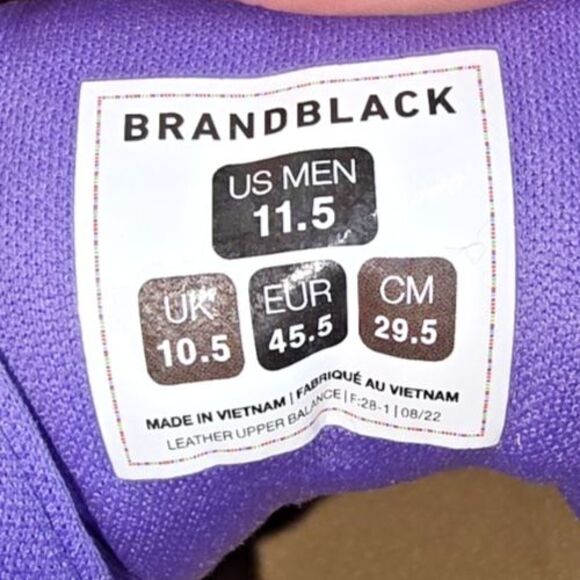 BRANDBLACK
US MEN
11.5
UK EUR CM
10.5 45.5 29.5
MADE IN VIETNAM | FABRIQUÉ AU VIETNAM
LEATHER UPPER BALANCE | F:28-1 | 08/22